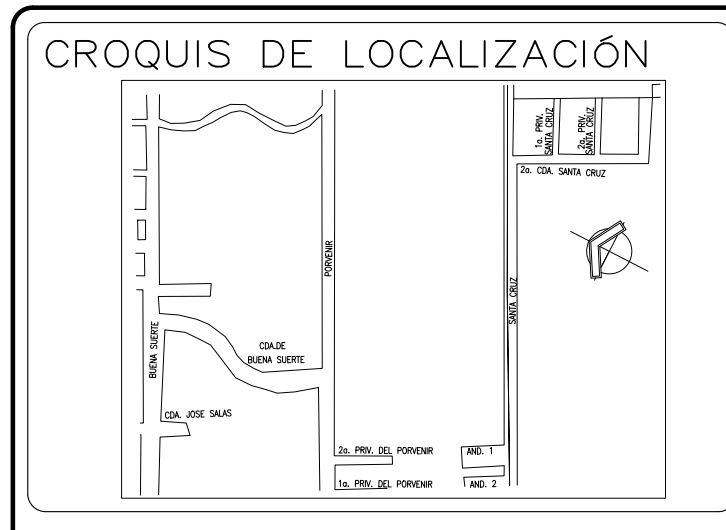 CROQUIS DE LOCALIZACIÓN
1a. PRIV.
SANTA CRUZ
2a. PRIV.
SANTA CRUZ
2a. CDA. SANTA CRUZ
PORVENIR
SANTA CRUZ
BUENA SUERTE
CDA.DE
BUENA SUERTE
CDA. JOSE SALAS
2a. PRIV. DEL PORVENIR
AND. 1
1a. PRIV. DEL PORVENIR
AND. 2